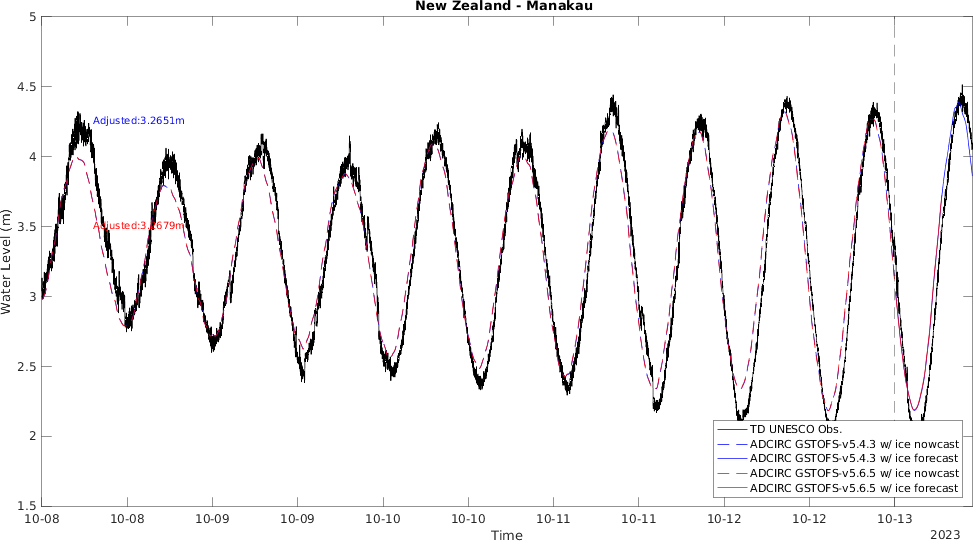 New Zealand - Manakau
5
4.5
4
3.5
3
2.5
2
1.5
Water Level (m)
Adjusted:3.2651m
Adjusted:3.2679m
TD UNESCO Obs.
ADCIRC GSTOFS-v5.4.3 w/ ice nowcast
ADCIRC GSTOFS-v5.4.3 w/ ice forecast
ADCIRC GSTOFS-v5.6.5 w/ ice nowcast
ADCIRC GSTOFS-v5.6.5 w/ ice forecast
10-08 10-08 10-09 10-09 10-10 10-10 10-11 10-11 10-12 10-12 10-13
Time
2023